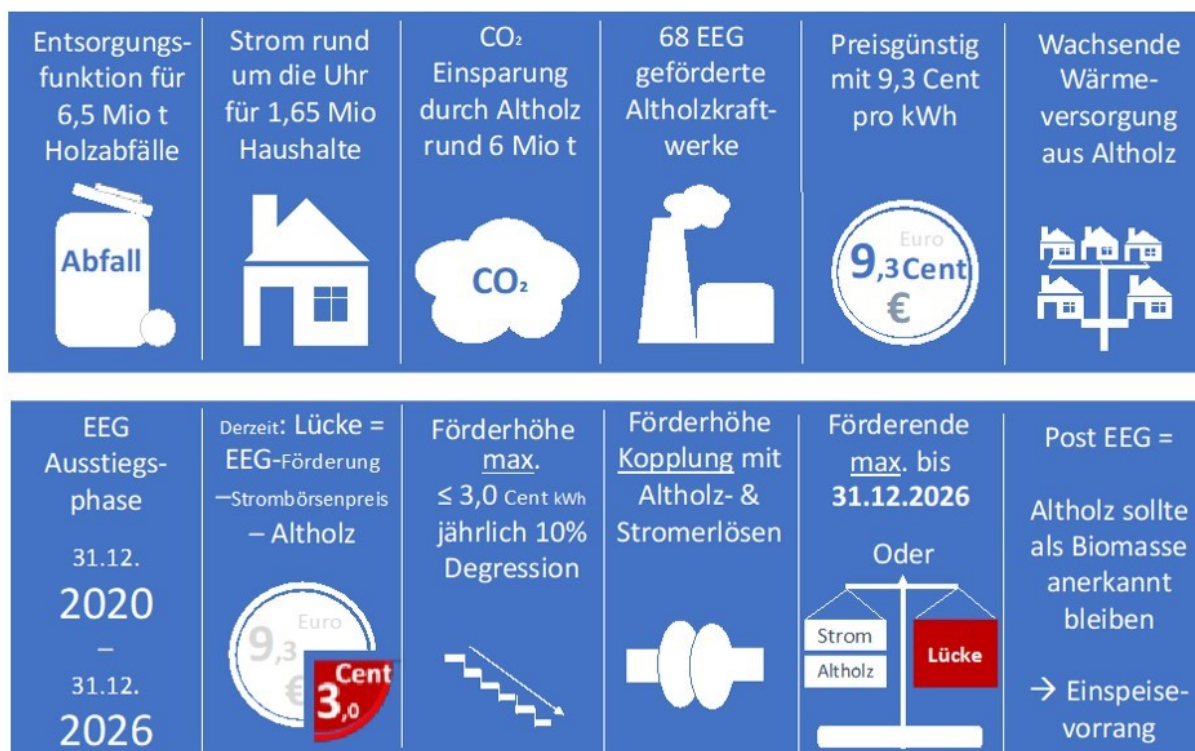 Entsorgungs-
funktion für
6,5 Mio t
Holzabfälle
Abfall
Strom rund
um die Uhr
für 1,65 Mio
Haushalte
CO₂
Einsparung
durch Altholz
rund 6 Mio t
CO₂
68 EEG
geförderte
Altholzkraft-
werke
Preisgünstig
mit 9,3 Cent
pro kWh
Euro
9,3 Cent
€
Wachsende
Wärme-
versorgung
aus Altholz
EEG
Ausstiegs-
phase
31.12.
2020
–
31.12.
2026
Derzeit: Lücke =
EEG-Förderung
–Strombörsenpreis
– Altholz
Euro
9,3
€
Cent
3,0
Förderhöhe
max.
≤ 3,0 Cent kWh
jährlich 10%
Degression
Förderhöhe
Kopplung mit
Altholz- &
Stromerlösen
Förderende
max. bis
31.12.2026
Oder
Strom
Altholz
Lücke
Post EEG =
Altholz sollte
als Biomasse
anerkannt
bleiben
→ Einspeise-
vorrang